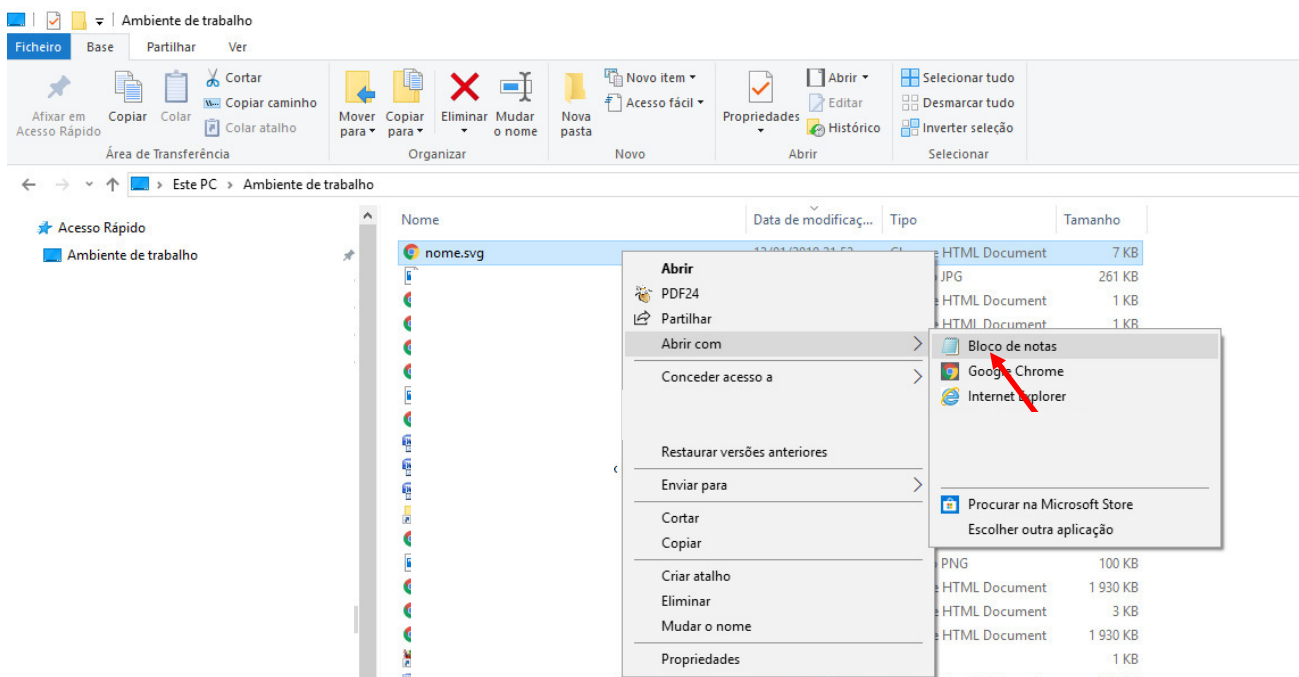 Ambiente de trabalho
Ficheiro Base Partilhar Ver
Afixar em Acesso Rápido
Copiar
Colar
Cortar
Copiar caminho
Colar atalho
Área de Transferência
Mover para
Copiar para
Eliminar
Mudar o nome
Organizar
Nova pasta
Novo item
Acesso fácil
Novo
Propriedades
Abrir
Editar
Histórico
Abrir
Selecionar tudo
Desmarcar tudo
Inverter seleção
Selecionar
Este PC > Ambiente de trabalho
Acesso Rápido
Ambiente de trabalho
Nome Data de modificaç... Tipo Tamanho
nome.svg HTML Document 7 KB
JPG 261 KB
HTML Document 1 KB
HTML Document 1 KB
Abrir
PDF24
Partilhar
Abrir com
Conceder acesso a
Restaurar versões anteriores
Enviar para
Cortar
Copiar
Criar atalho
Eliminar
Mudar o nome
Propriedades
Bloco de notas
Google Chrome
Internet Explorer
Procurar na Microsoft Store
Escolher outra aplicação
PNG 100 KB
HTML Document 1 930 KB
HTML Document 3 KB
HTML Document 1 930 KB
1 KB